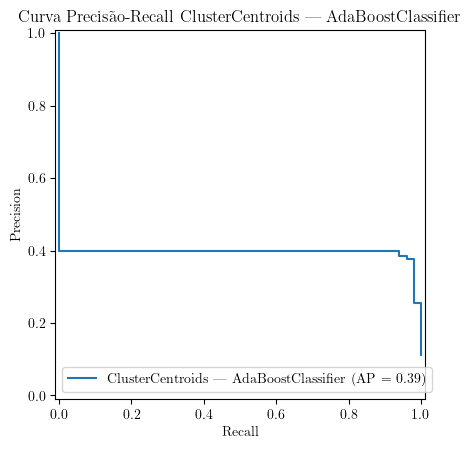 Curva Precisão-Recall ClusterCentroids — AdaBoostClassifier
1.0
0.8
0.6
0.4
0.2
0.0
Precision
ClusterCentroids — AdaBoostClassifier (AP = 0.39)
0.0 0.2 0.4 0.6 0.8 1.0
Recall